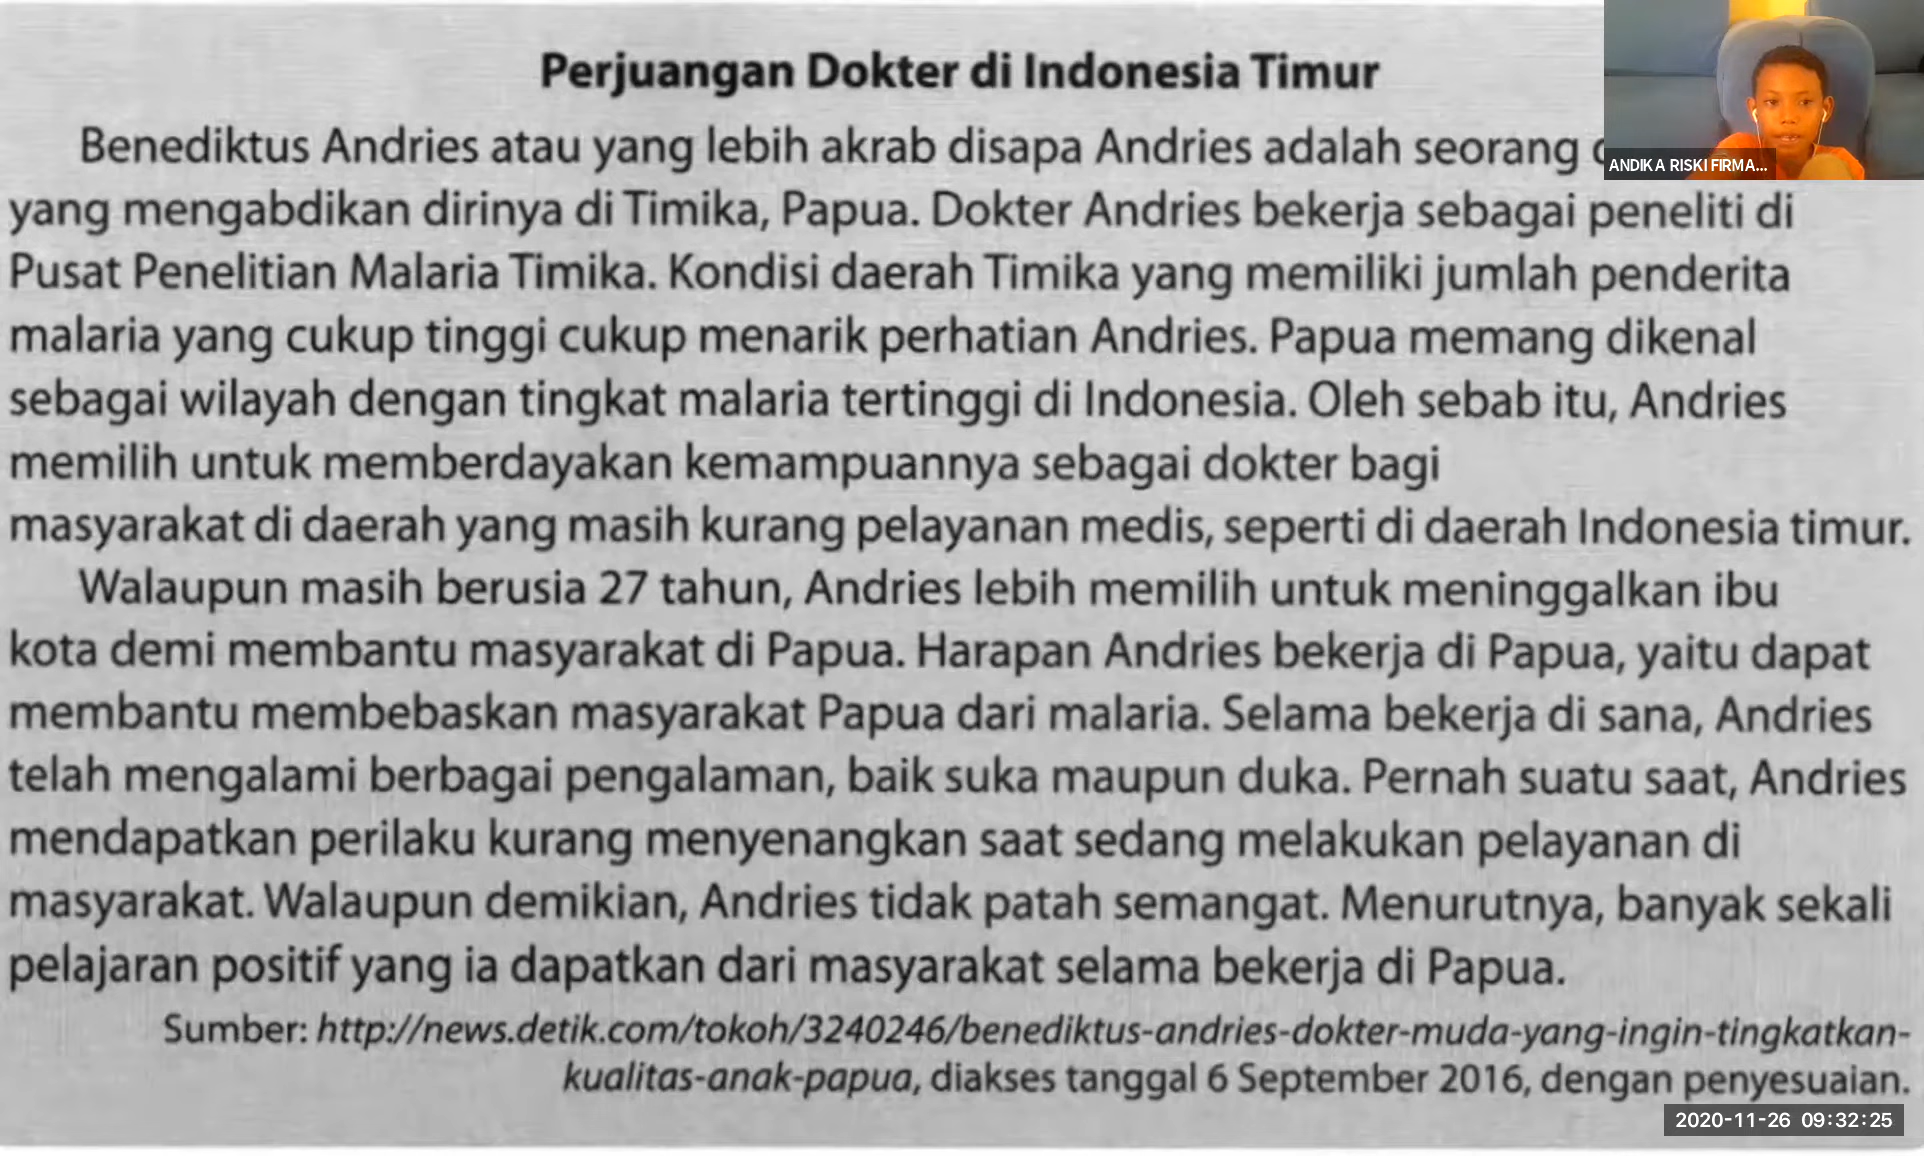 Perjuangan Dokter di Indonesia Timur
Benediktus Andries atau yang lebih akrab disapa Andries adalah seorang
ANDIKA RISKI FIRMA...
yang mengabdikan dirinya di Timika, Papua. Dokter Andries bekerja sebagai peneliti di
Pusat Penelitian Malaria Timika. Kondisi daerah Timika yang memiliki jumlah penderita
malaria yang cukup tinggi cukup menarik perhatian Andries. Papua memang dikenal
sebagai wilayah dengan tingkat malaria tertinggi di Indonesia. Oleh sebab itu, Andries
memilih untuk memberdayakan kemampuannya sebagai dokter bagi
masyarakat di daerah yang masih kurang pelayanan medis, seperti di daerah Indonesia timur.
Walaupun masih berusia 27 tahun, Andries lebih memilih untuk meninggalkan ibu
kota demi membantu masyarakat di Papua. Harapan Andries bekerja di Papua, yaitu dapat
membantu membebaskan masyarakat Papua dari malaria. Selama bekerja di sana, Andries
telah mengalami berbagai pengalaman, baik suka maupun duka. Pernah suatu saat, Andries
mendapatkan perilaku kurang menyenangkan saat sedang melakukan pelayanan di
masyarakat. Walaupun demikian, Andries tidak patah semangat. Menurutnya, banyak sekali
pelajaran positif yang ia dapatkan dari masyarakat selama bekerja di Papua.
Sumber: http://news.detik.com/tokoh/3240246/benediktus-andries-dokter-muda-yang-ingin-tingkatkan-
kualitas-anak-papua, diakses tanggal 6 September 2016, dengan penyesuaian.
2020-11-26 09:32:25